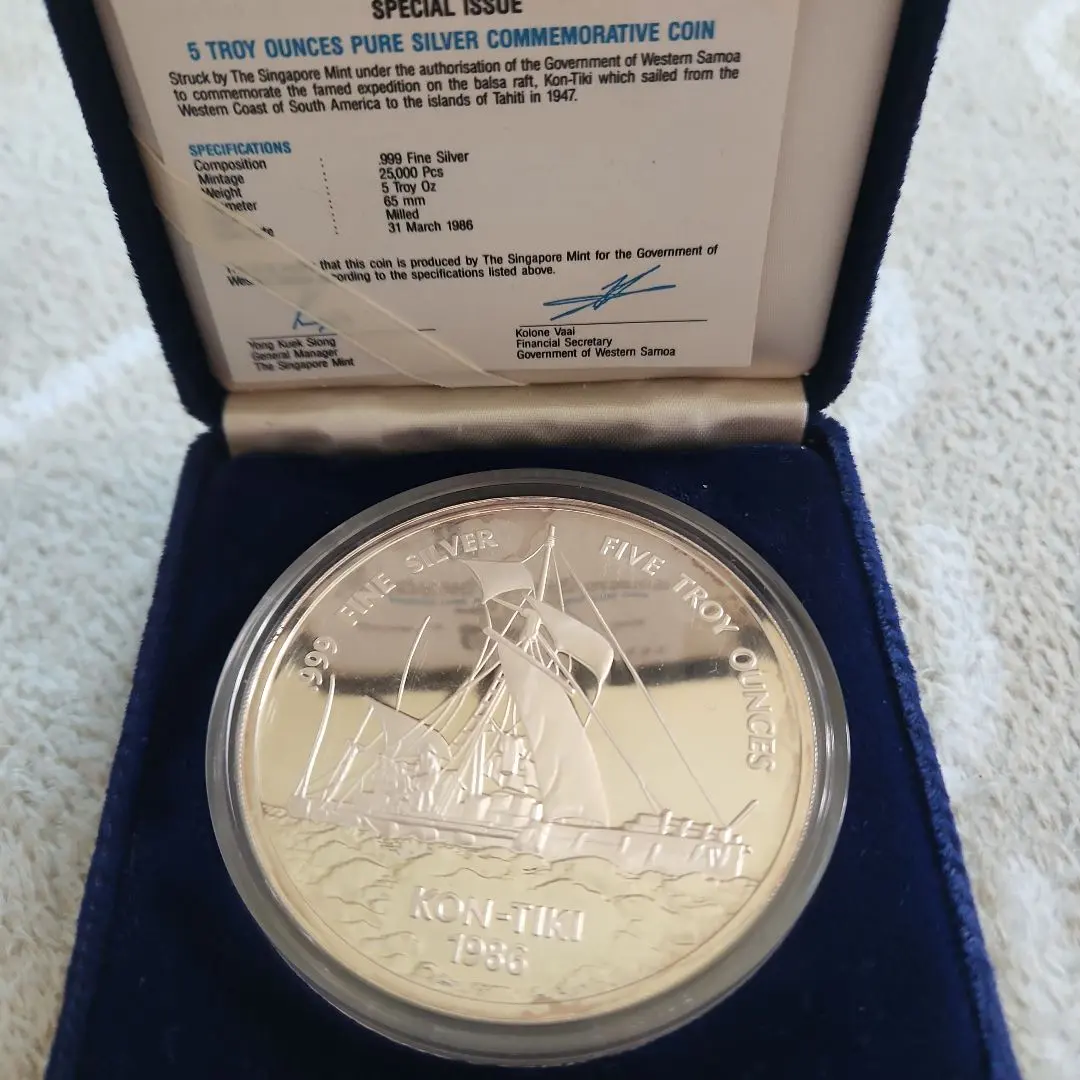 SPECIAL ISSUE
5 TROY OUNCES PURE SILVER COMMEMORATIVE COIN
Struck by The Singapore Mint under the authorisation of the Government of Western Samoa
to commemorate the famed expedition on the balsa raft, Kon-Tiki which sailed from the
Western Coast of South America to the islands of Tahiti in 1947.
SPECIFICATIONS
Composition : .999 Fine Silver
Mintage : 25,000 Pcs
Weight : 5 Troy Oz
meter : 65 mm
: Milled
: 31 March 1986
that this coin is produced by The Singapore Mint for the Government of
according to the specifications listed above.
Yong Kuek Siong
General Manager
The Singapore Mint
Kolone Vaai
Financial Secretary
Government of Western Samoa
.999 FINE SILVER
FIVE TROY OUNCES
KON-TIKI
1986